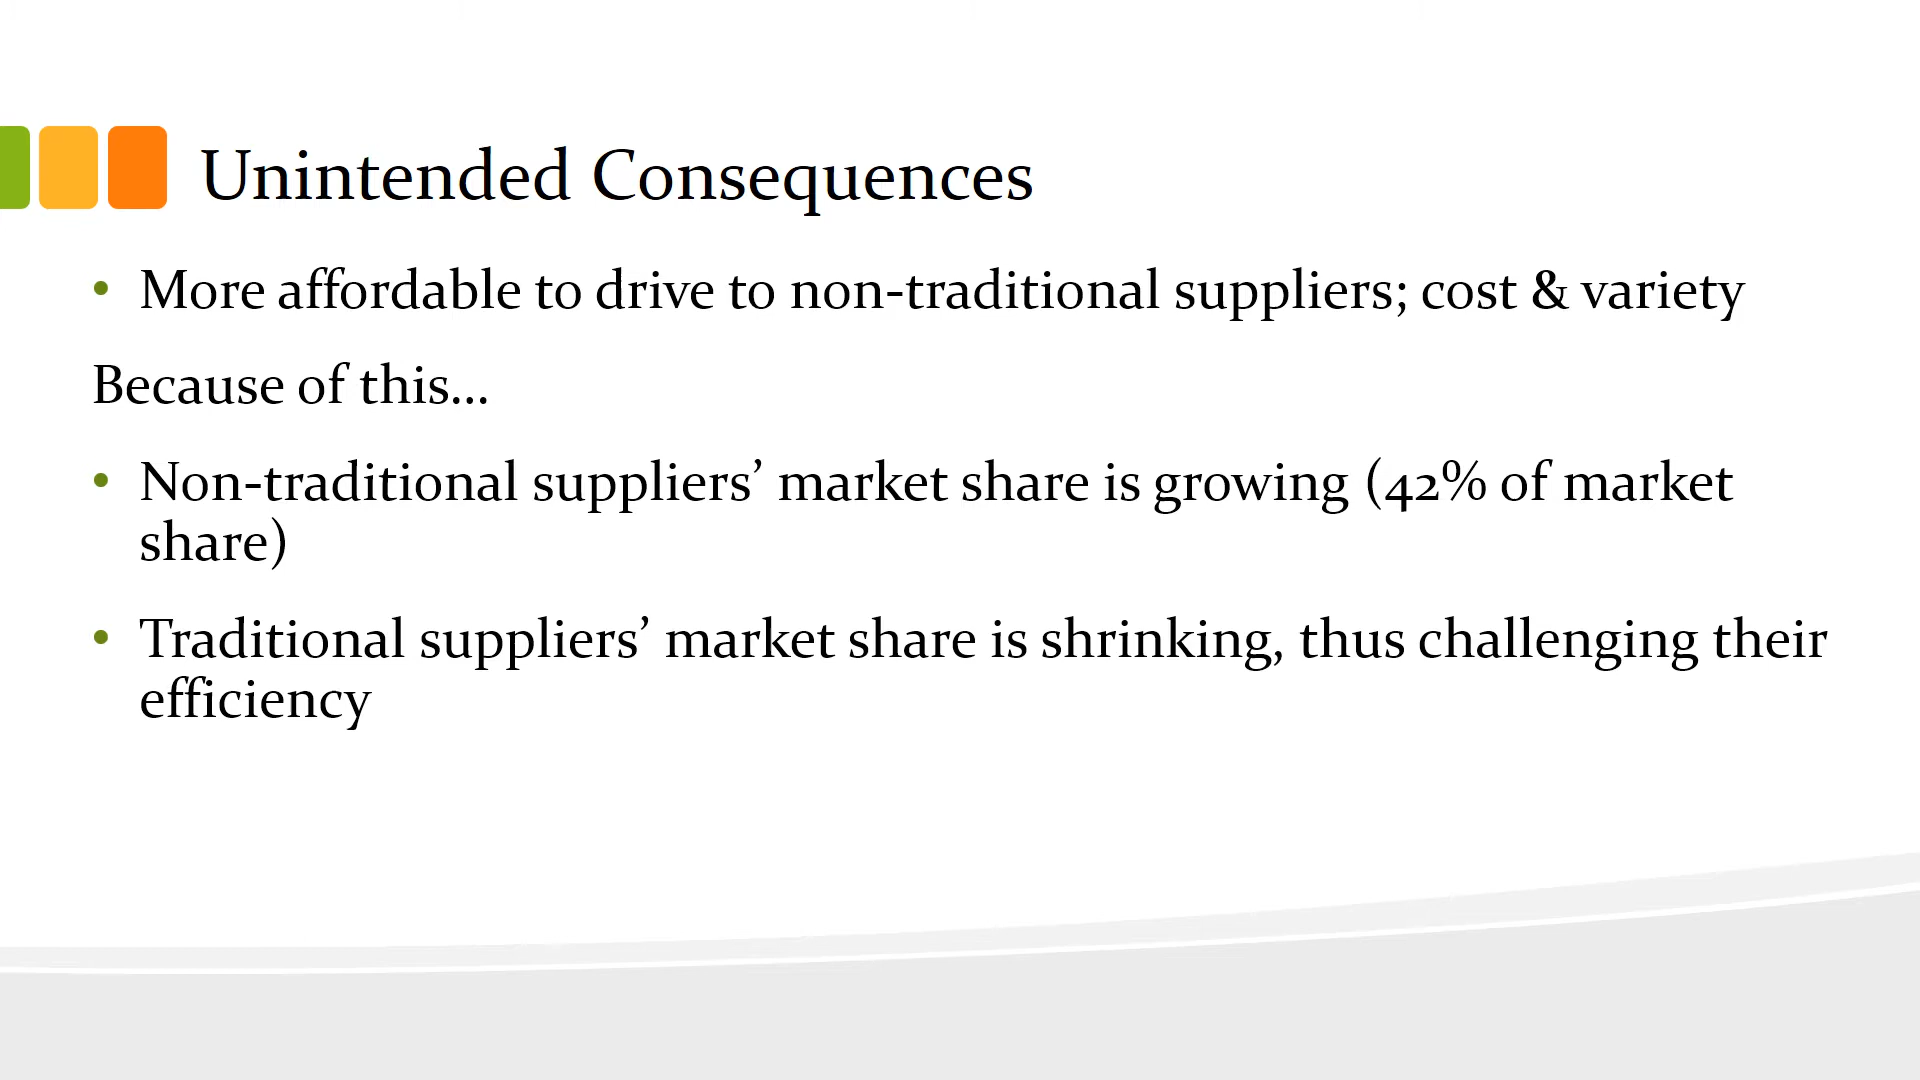 Unintended Consequences
• More affordable to drive to non-traditional suppliers; cost & variety
Because of this...
• Non-traditional suppliers’ market share is growing (42% of market
share)
• Traditional suppliers’ market share is shrinking, thus challenging their
efficiency